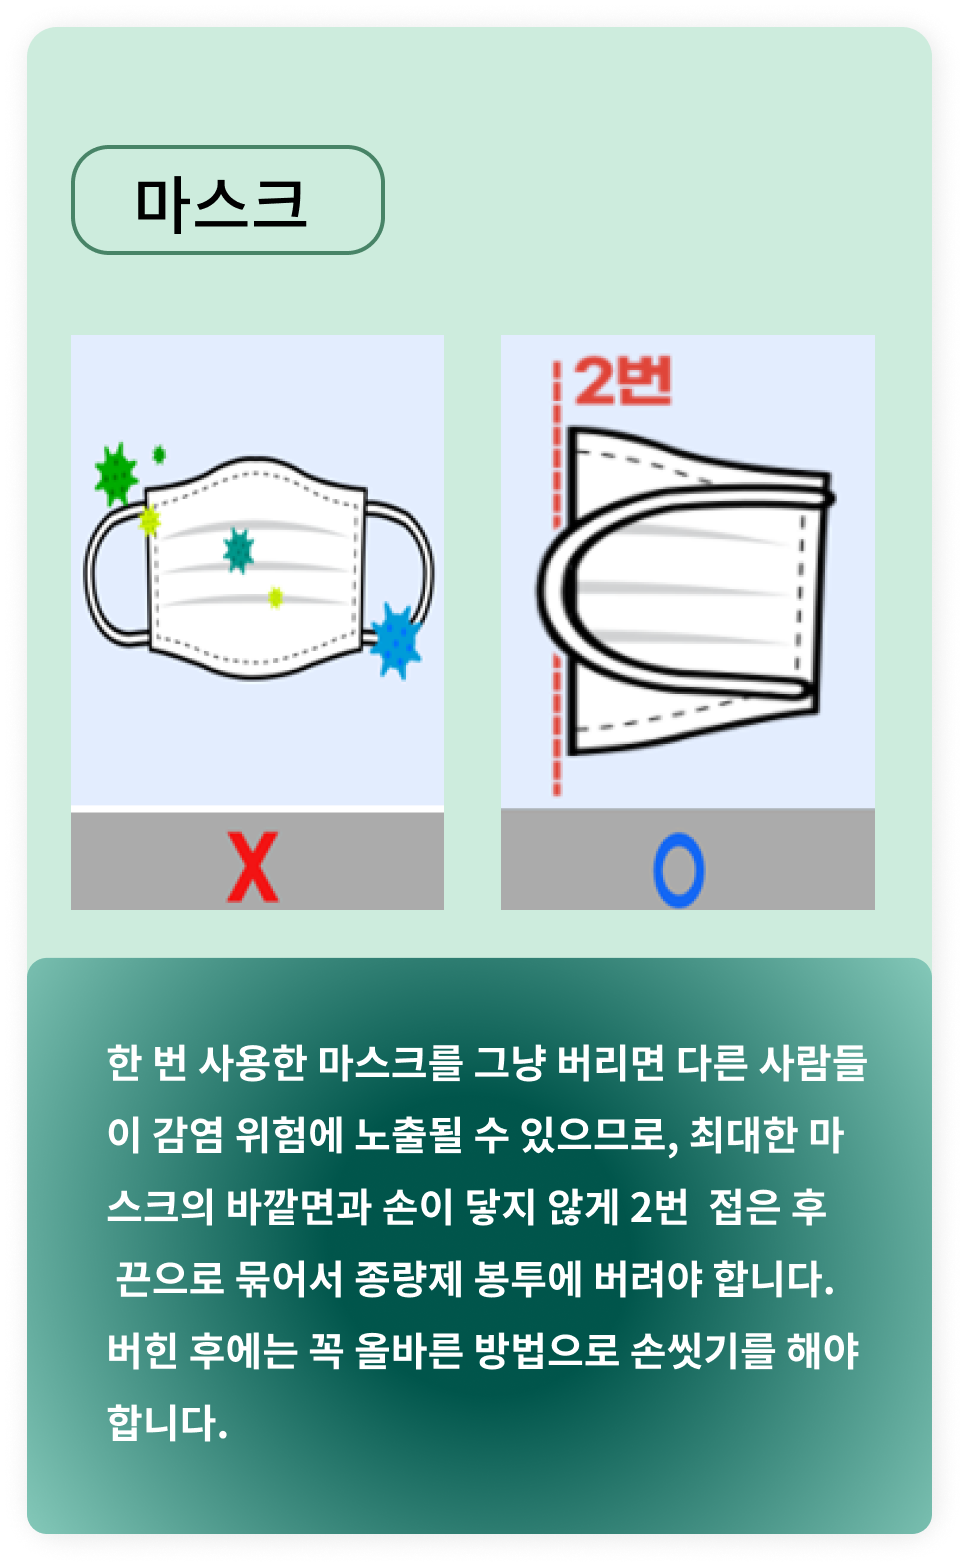 마스크
2번
X
O
한 번 사용한 마스크를 그냥 버리면 다른 사람들
이 감염 위험에 노출될 수 있으므로, 최대한 마
스크의 바깥면과 손이 닿지 않게 2번  접은 후
끈으로 묶어서 종량제 봉투에 버려야 합니다.
버힌 후에는 꼭 올바른 방법으로 손씻기를 해야
합니다.